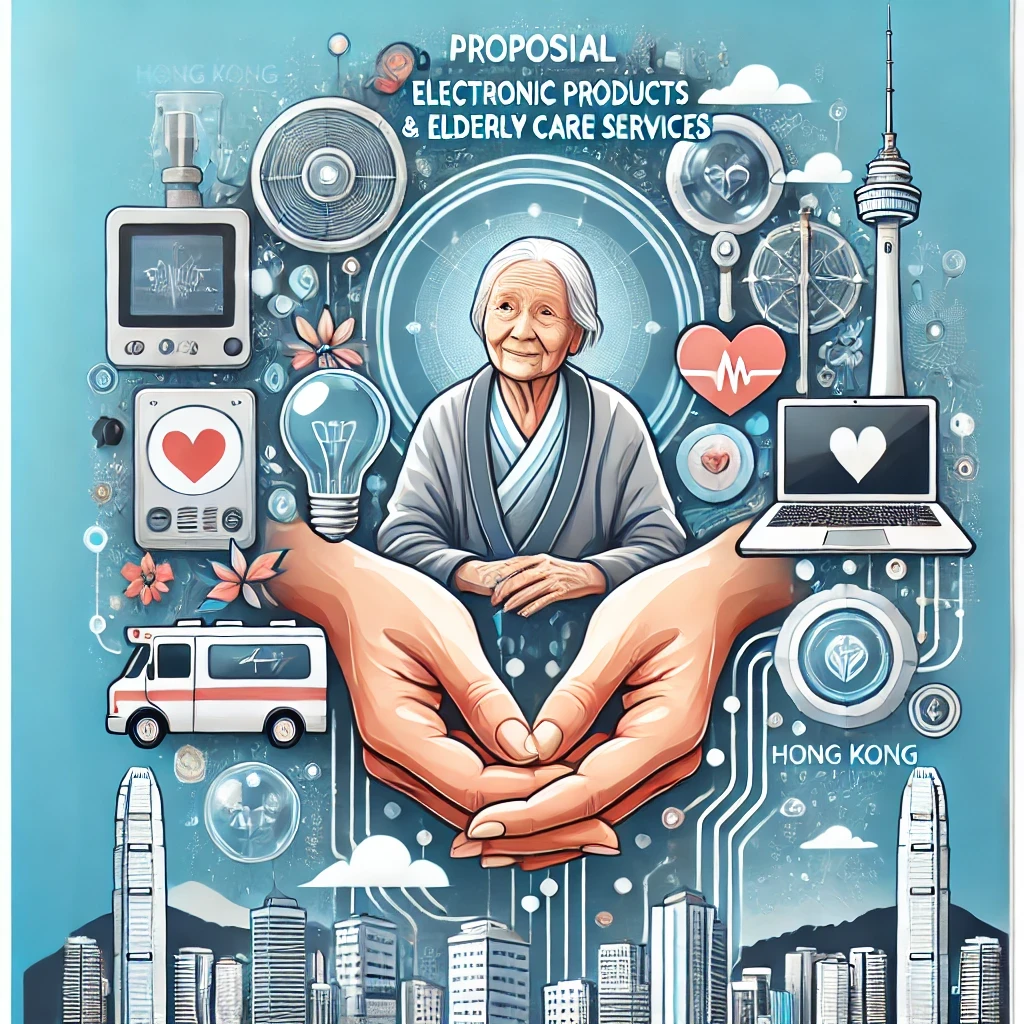 HONG KONG
PROPOSIAL
ELECTRONIC PRODUCTS
& ELDERLY CARE SERVICES
HONG KONG